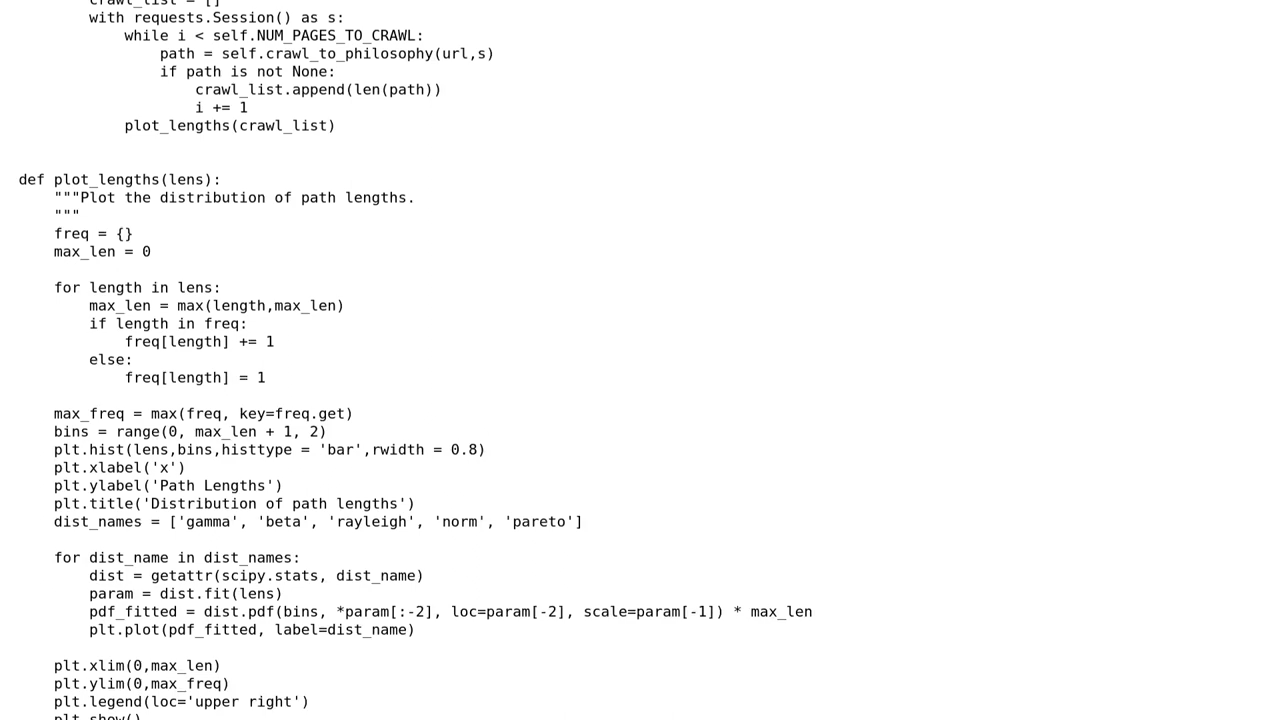 crawl_list = []
with requests.Session() as s:
while i < self.NUM_PAGES_TO_CRAWL:
path = self.crawl_to_philosophy(url,s)
if path is not None:
crawl_list.append(len(path))
i += 1
plot_lengths(crawl_list)
def plot_lengths(lens):
"""Plot the distribution of path lengths.
"""
freq = {}
max_len = 0
for length in lens:
max_len = max(length,max_len)
if length in freq:
freq[length] += 1
else:
freq[length] = 1
max_freq = max(freq, key=freq.get)
bins = range(0, max_len + 1, 2)
plt.hist(lens,bins,histtype = 'bar',rwidth = 0.8)
plt.xlabel('x')
plt.ylabel('Path Lengths')
plt.title('Distribution of path lengths')
dist_names = ['gamma', 'beta', 'rayleigh', 'norm', 'pareto']
for dist_name in dist_names:
dist = getattr(scipy.stats, dist_name)
param = dist.fit(lens)
pdf_fitted = dist.pdf(bins, *param[:-2], loc=param[-2], scale=param[-1]) * max_len
plt.plot(pdf_fitted, label=dist_name)
plt.xlim(0,max_len)
plt.ylim(0,max_freq)
plt.legend(loc='upper right')
plt.show()